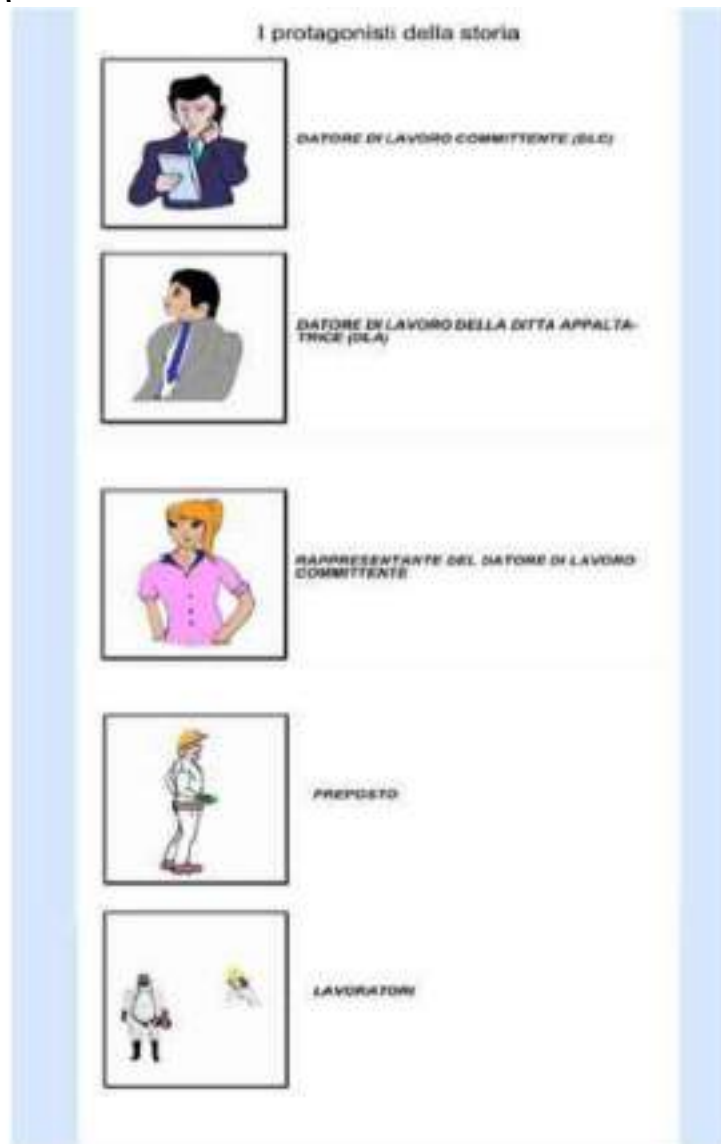 I protagonisti della storia
DATORE DI LAVORO COMMITTENTE (DLC)
DATORE DI LAVORO DELLA DITTA APPALTA-
TRICE (DLA)
RAPPRESENTANTE DEL DATORE DI LAVORO
COMMITTENTE
PREPOSTO
LAVORATORI